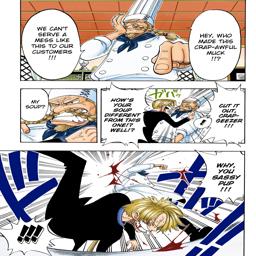 HEY, WHO MADE
THIS
CRAP-AWFUL
MUCK
!!?
WE CAN'T
SERVE A
MESS LIKE
THIS TO OUR
CUSTOMERS
!!!
CUT IT
OUT,
CRAP-
GEEZER
!!!
HOW'S
YOUR
SOUP
DIFFERENT
FROM
THIS
ONE!?
WELL!?
MY
SOUP?
WHY,
YOU
SASSY
PUP
!!!
!!!